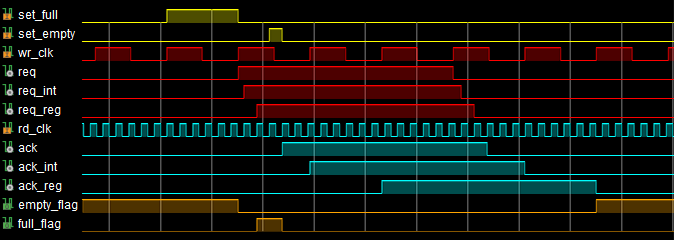 set_full
set_empty
wr_clk
req
req_int
req_reg
rd_clk
ack
ack_int
ack_reg
empty_flag
full_flag